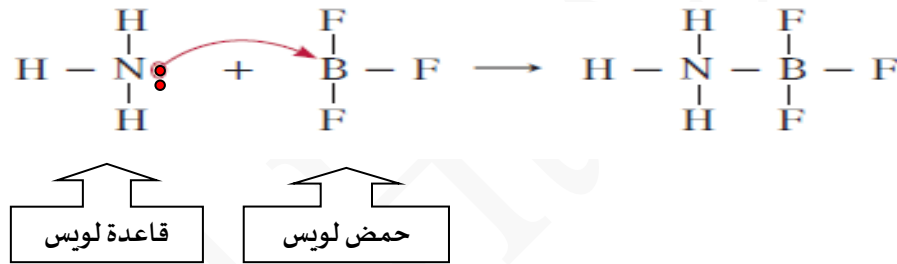 H F H F
H – N + B – F ⟶ H – N – B – F
H F H F
قاعدة لويس
حمض لويس